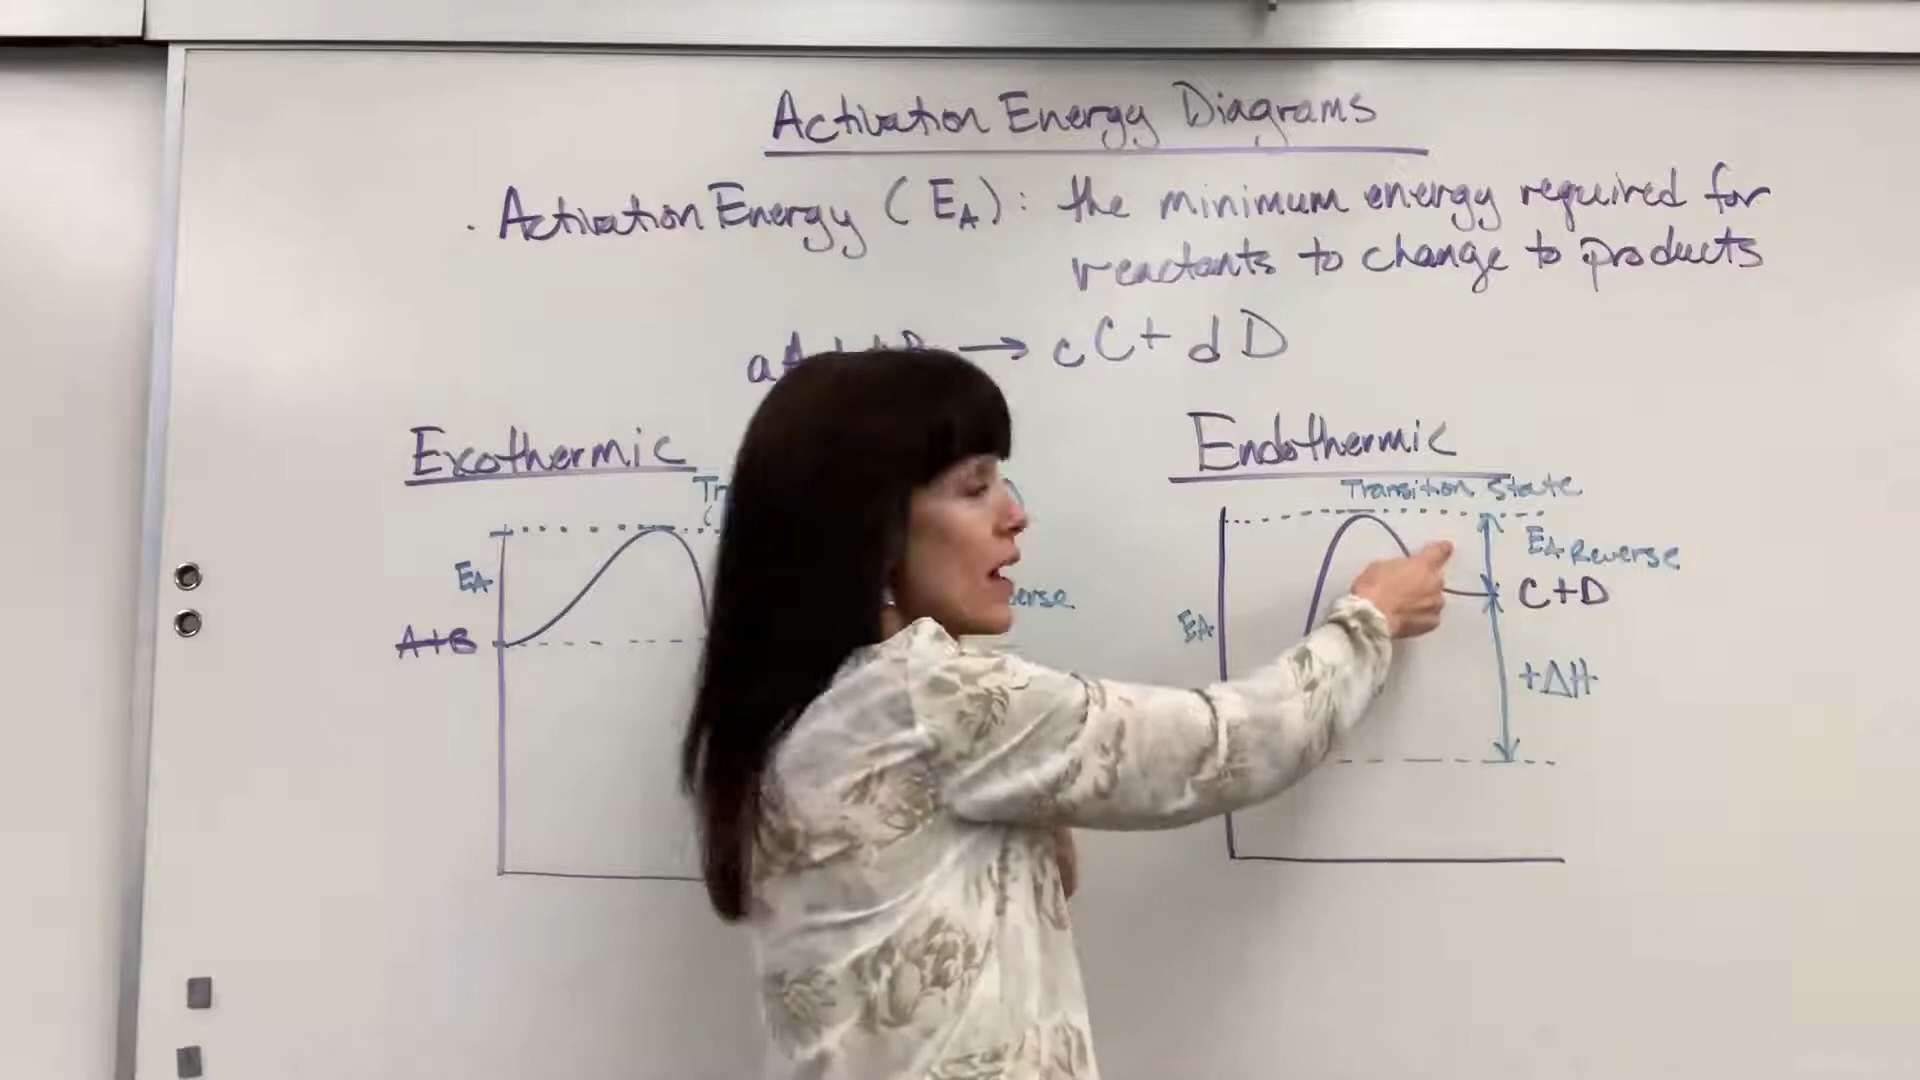 Activation Energy Diagrams
. Activation Energy (EA): the minimum energy required for
reactants to change to products
aA → cC + dD
Exothermic
Endothermic
Transition State
EA
EA Reverse
A+B
C+D
EA
+ΔH